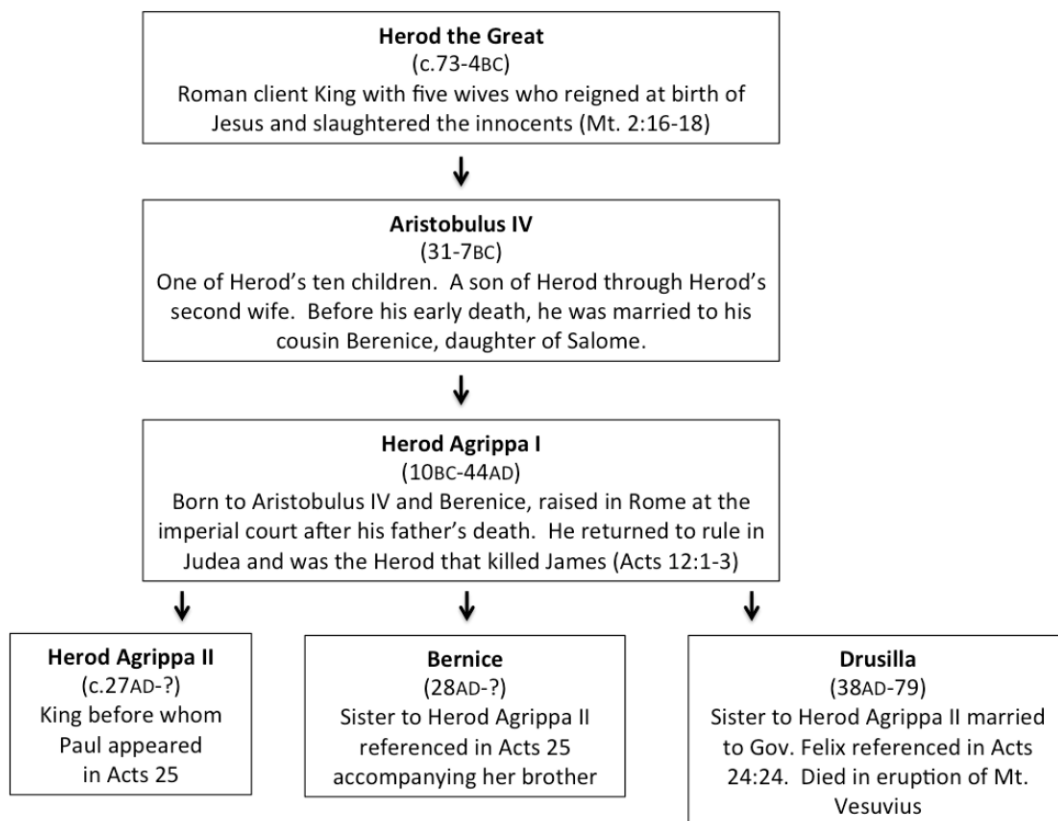 Herod the Great
(c.73-4BC)
Roman client King with five wives who reigned at birth of
Jesus and slaughtered the innocents (Mt. 2:16-18)
Aristobulus IV
(31-7BC)
One of Herod's ten children.  A son of Herod through Herod's
second wife.  Before his early death, he was married to his
cousin Berenice, daughter of Salome.
Herod Agrippa I
(10BC-44AD)
Born to Aristobulus IV and Berenice, raised in Rome at the
imperial court after his father's death.  He returned to rule in
Judea and was the Herod that killed James (Acts 12:1-3)
Herod Agrippa II
(c.27AD-?)
King before whom
Paul appeared
in Acts 25
Bernice
(28AD-?)
Sister to Herod Agrippa II
referenced in Acts 25
accompanying her brother
Drusilla
(38AD-79)
Sister to Herod Agrippa II married
to Gov. Felix referenced in Acts
24:24.  Died in eruption of Mt.
Vesuvius